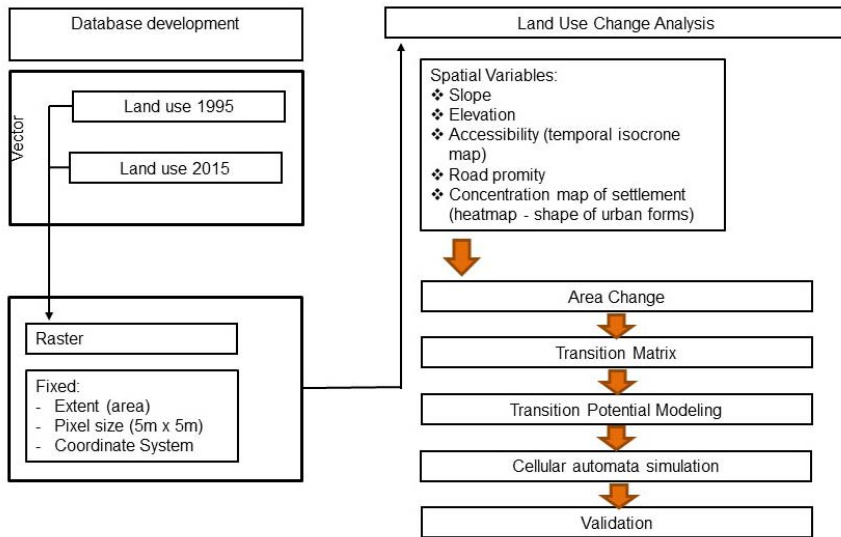 Database development
Vector
Land use 1995
Land use 2015
Raster
Fixed:
- Extent (area)
- Pixel size (5m x 5m)
- Coordinate System
Land Use Change Analysis
Spatial Variables:
❖ Slope
❖ Elevation
❖ Accessibility (temporal isocrone
map)
❖ Road promity
❖ Concentration map of settlement
(heatmap - shape of urban forms)
Area Change
Transition Matrix
Transition Potential Modeling
Cellular automata simulation
Validation